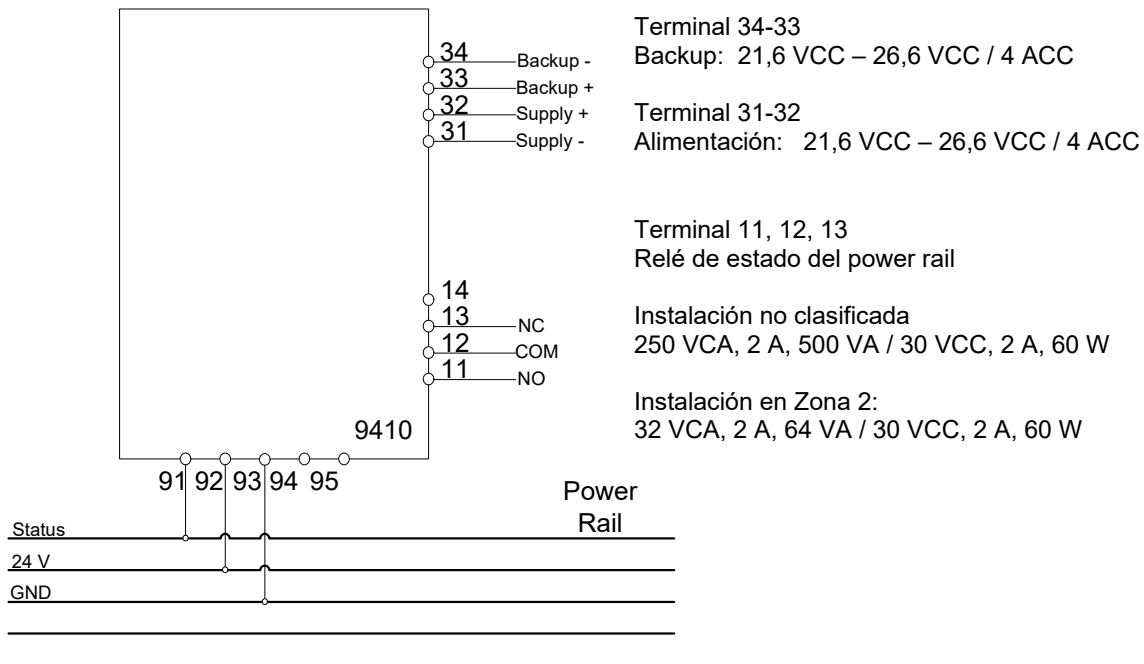 34
Backup -
33
Backup +
32
Supply +
31
Supply -
Terminal 34-33
Backup: 21,6 VCC – 26,6 VCC / 4 ACC
Terminal 31-32
Alimentación: 21,6 VCC – 26,6 VCC / 4 ACC
Terminal 11, 12, 13
Relé de estado del power rail
Instalación no clasificada
250 VCA, 2 A, 500 VA / 30 VCC, 2 A, 60 W
Instalación en Zona 2:
32 VCA, 2 A, 64 VA / 30 VCC, 2 A, 60 W
14
13
NC
12
COM
11
NO
9410
91 92 93 94 95
Power
Rail
Status
24 V
GND